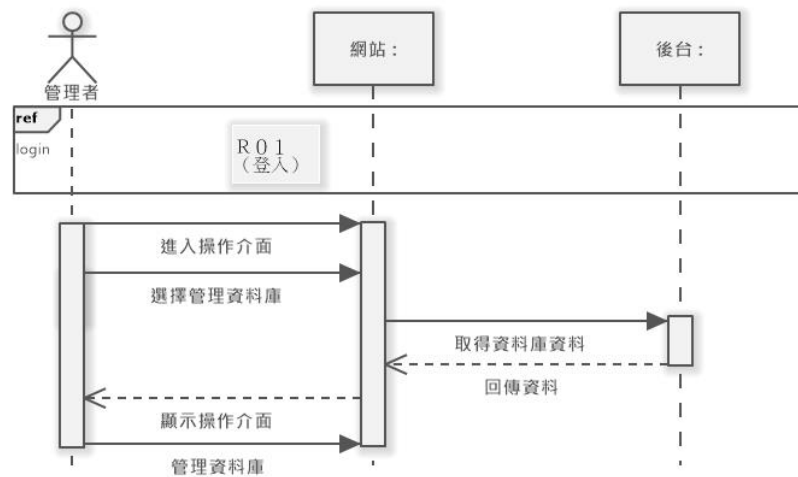 網站：
後台：
管理者
ref
login
R01
（登入）
進入操作介面
選擇管理資料庫
取得資料庫資料
回傳資料
顯示操作介面
管理資料庫